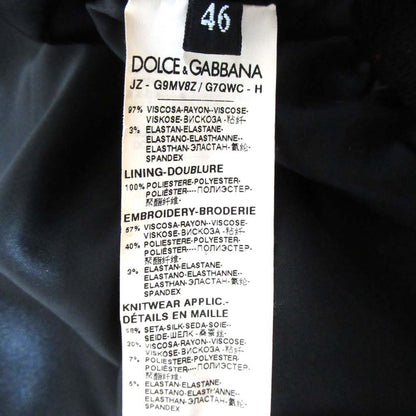 46
DOLCE & GABBANA
JZ - G9MV8Z / G7QWC - H
97% VISCOSA-RAYON--VISCOSE-
VISKOSE-ВИСКОЗА -粘纤
3% ELASTAN-ELASTANE-
ELASTANO-ELASTHANNE--
ELASTHAN-ЭЛАСТАН-氨纶-
SPANDEX
LINING-DOUBLURE
100% POLIESTERE-POLYESTER-
POLIÉSTER----ПОЛИЭСТЕР-
聚酯纤维-
EMBROIDERY-BRODERIE
57% VISCOSA-RAYON--VISCOSE-
VISKOSE-ВИСКОЗА -粘纤
40% POLIESTERE-POLYESTER-
POLIÉSTER----ПОЛИЭСТЕР-
聚酯纤维-
3% ELASTAN-ELASTANE-
ELASTANO-ELASTHANNE--
ELASTHAN-ЭЛАСТАН-氨纶-
SPANDEX
KNITWEAR APPLIC.-
DÉTAILS EN MAILLE
58% SETA-SILK-SEDA-SOIE--
SEIDE-ШЕЛК -桑蚕丝-
30% VISCOSA-RAYON--VISCOSE-
VISKOSE-ВИСКОЗА -粘纤
7% POLIESTERE-POLYESTER-
POLIÉSTER----ПОЛИЭСТЕР-
聚酯纤维-
5% ELASTAN-ELASTANE-
ELASTANO-ELASTHANNE--
ELASTHAN-ЭЛАСТАН-氨纶-
SPANDEX